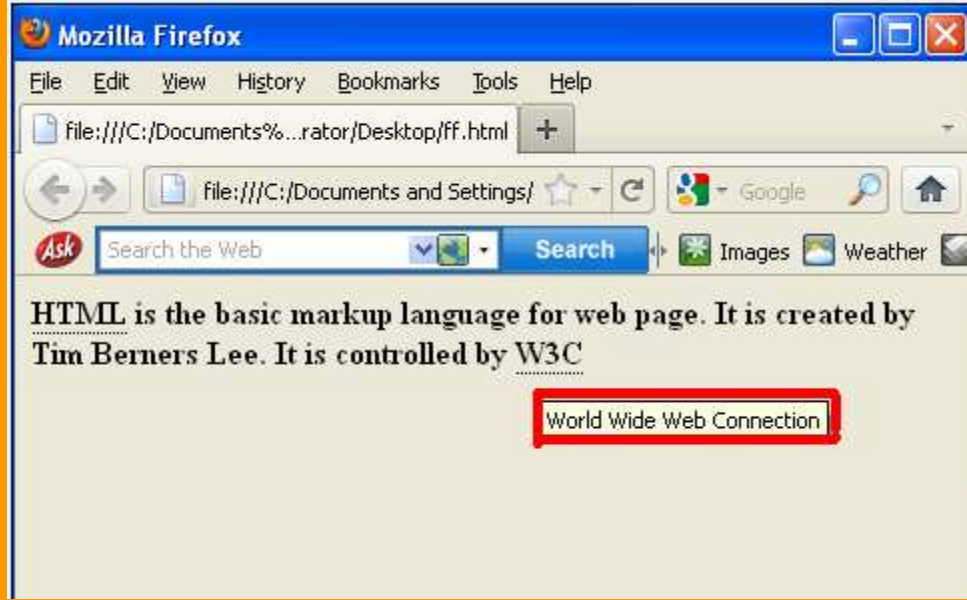 Mozilla Firefox
File Edit View History Bookmarks Tools Help
file:///C:/Documents%...rator/Desktop/ff.html +
file:///C:/Documents and Settings/ Google
Ask Search the Web Search Images Weather
HTML is the basic markup language for web page. It is created by
Tim Berners Lee. It is controlled by W3C
World Wide Web Connection